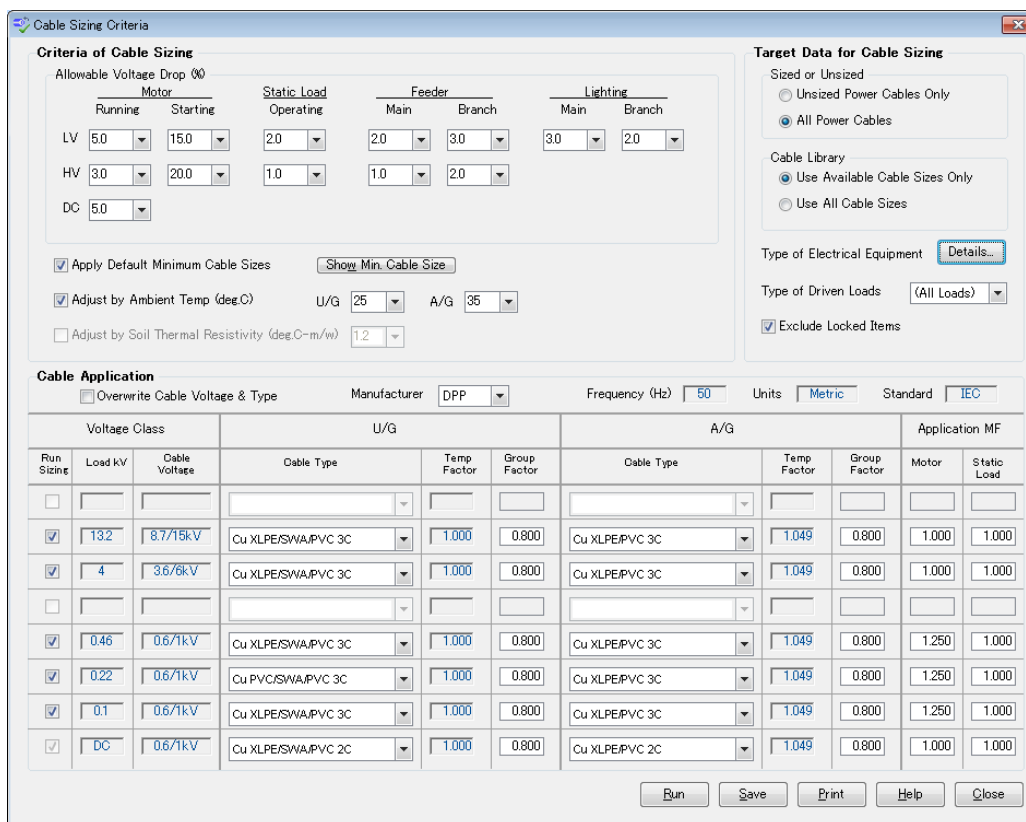 Cable Sizing Criteria
Criteria of Cable Sizing
Allowable Voltage Drop (%)
Motor Static Load Feeder Lighting
Running Starting Operating Main Branch Main Branch
LV 5.0 15.0 2.0 2.0 3.0 3.0 2.0
HV 3.0 20.0 1.0 1.0 2.0
DC 5.0
Apply Default Minimum Cable Sizes Show Min. Cable Size
Adjust by Ambient Temp (deg.C) U/G 25 A/G 35
Adjust by Soil Thermal Resistivity (deg.C-m/w) 1.2
Target Data for Cable Sizing
Sized or Unsized
Unsized Power Cables Only
All Power Cables
Cable Library
Use Available Cable Sizes Only
Use All Cable Sizes
Type of Electrical Equipment Details...
Type of Driven Loads (All Loads)
Exclude Locked Items
Cable Application
Overwrite Cable Voltage & Type Manufacturer DPP Frequency (Hz) 50 Units Metric Standard IEC
Voltage Class U/G A/G Application MF
Run Sizing Load kV Cable Voltage Cable Type Temp Factor Group Factor Cable Type Temp Factor Group Factor Motor Static Load
13.2 8.7/15kV Cu XLPE/SWA/PVC 3C 1.000 0.800 Cu XLPE/PVC 3C 1.049 0.800 1.000 1.000
4 3.6/6kV Cu XLPE/SWA/PVC 3C 1.000 0.800 Cu XLPE/PVC 3C 1.049 0.800 1.000 1.000
0.46 0.6/1kV Cu XLPE/SWA/PVC 3C 1.000 0.800 Cu XLPE/PVC 3C 1.049 0.800 1.250 1.000
0.22 0.6/1kV Cu PVC/SWA/PVC 3C 1.000 0.800 Cu XLPE/PVC 3C 1.049 0.800 1.250 1.000
0.1 0.6/1kV Cu XLPE/SWA/PVC 3C 1.000 0.800 Cu XLPE/PVC 3C 1.049 0.800 1.250 1.000
DC 0.6/1kV Cu XLPE/SWA/PVC 2C 1.000 0.800 Cu XLPE/PVC 2C 1.049 0.800 1.000 1.000
Run Save Print Help Close